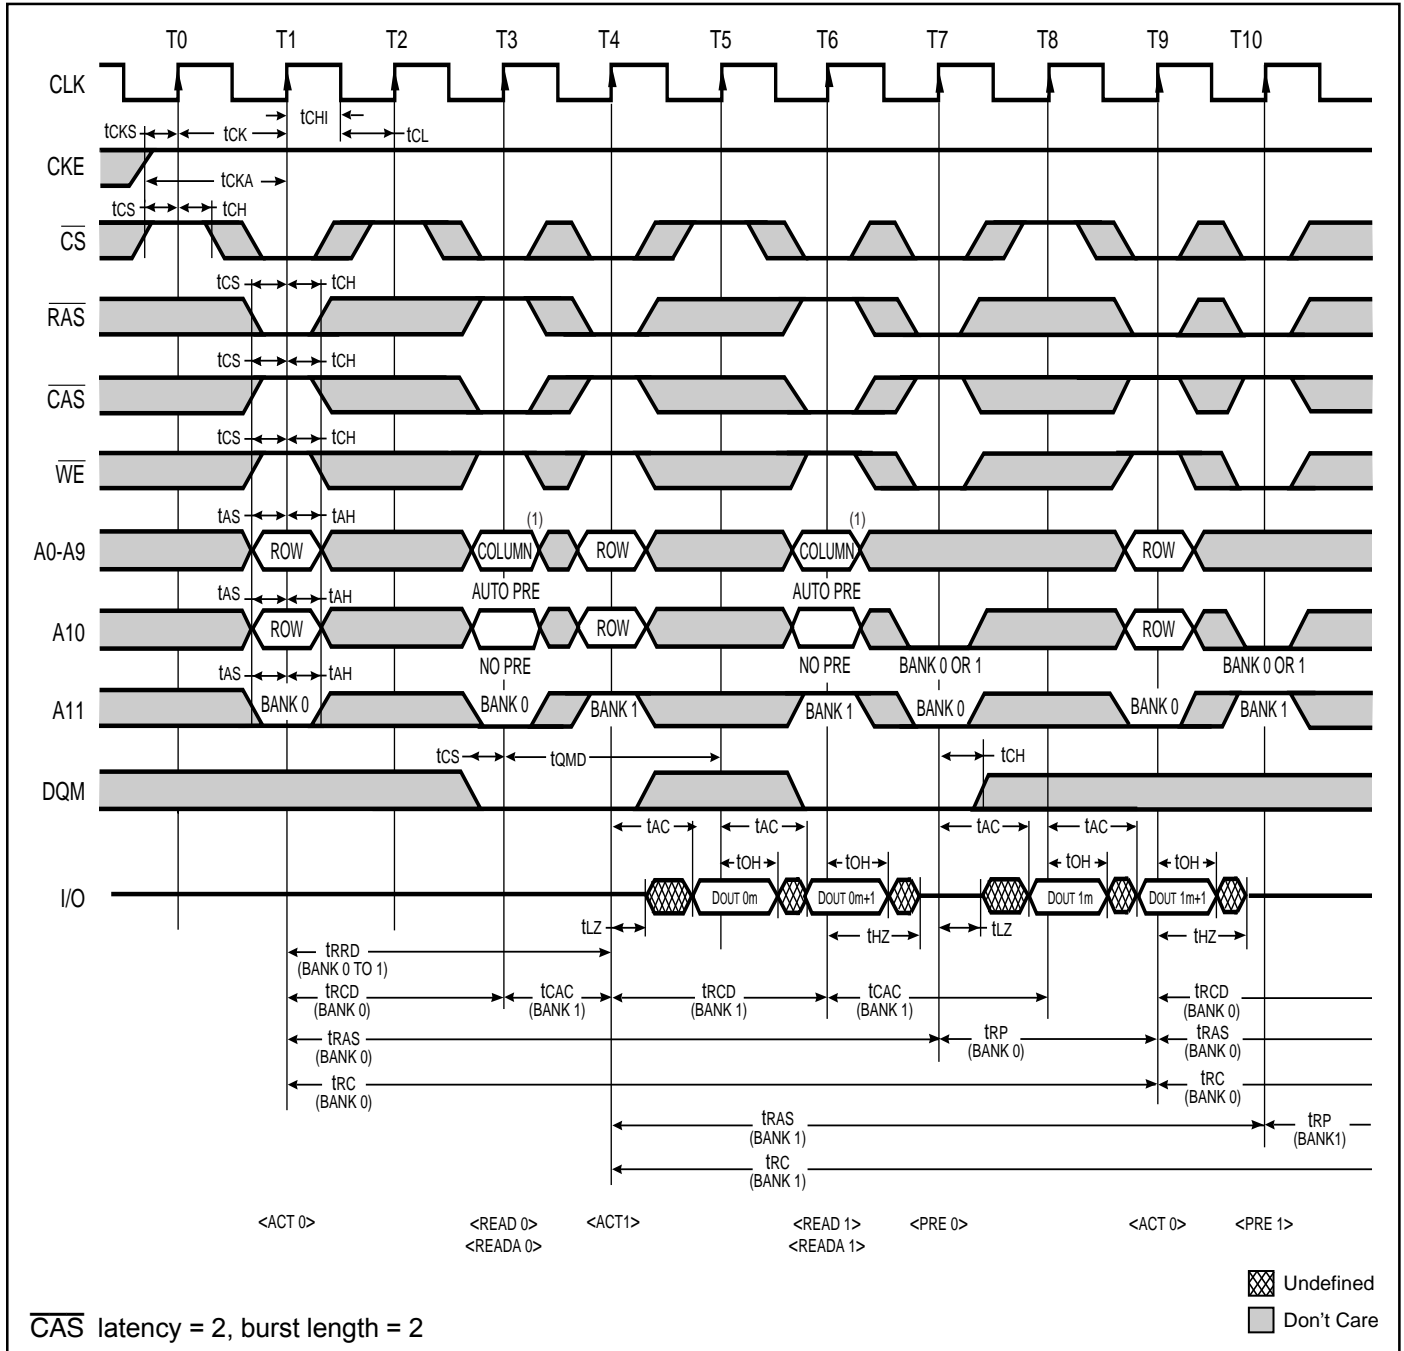 T0 T1 T2 T3 T4 T5 T6 T7 T8 T9 T10
CLK
tCHI
tCKS tCK tCL
CKE
tCKA
tCS tCH
CS
tCS tCH
RAS
tCS tCH
CAS
tCS tCH
WE
tAS tAH (1) (1)
A0-A9 ROW COLUMN ROW COLUMN ROW
AUTO PRE AUTO PRE
tAS tAH
A10 ROW ROW ROW
NO PRE NO PRE BANK 0 OR 1 BANK 0 OR 1
tAS tAH
A11 BANK 0 BANK 0 BANK 1 BANK 1 BANK 0 BANK 0 BANK 1
tCS tQMD tCH
DQM
tAC tAC tAC tAC
tOH tOH tOH tOH
I/O DOUT 0m DOUT 0m+1 DOUT 1m DOUT 1m+1
tLZ tHZ tLZ tHZ
tRRD
(BANK 0 TO 1)
tRCD tCAC tRCD tCAC tRCD
(BANK 0) (BANK 1) (BANK 1) (BANK 1) (BANK 0)
tRAS tRP tRAS
(BANK 0) (BANK 0) (BANK 0)
tRC tRC
(BANK 0) (BANK 0)
tRAS tRP
(BANK 1) (BANK1)
tRC
(BANK 1)
<ACT 0> <READ 0> <ACT1> <READ 1> <PRE 0> <ACT 0> <PRE 1>
<READA 0> <READA 1>
Undefined
Don't Care
CAS latency = 2, burst length = 2